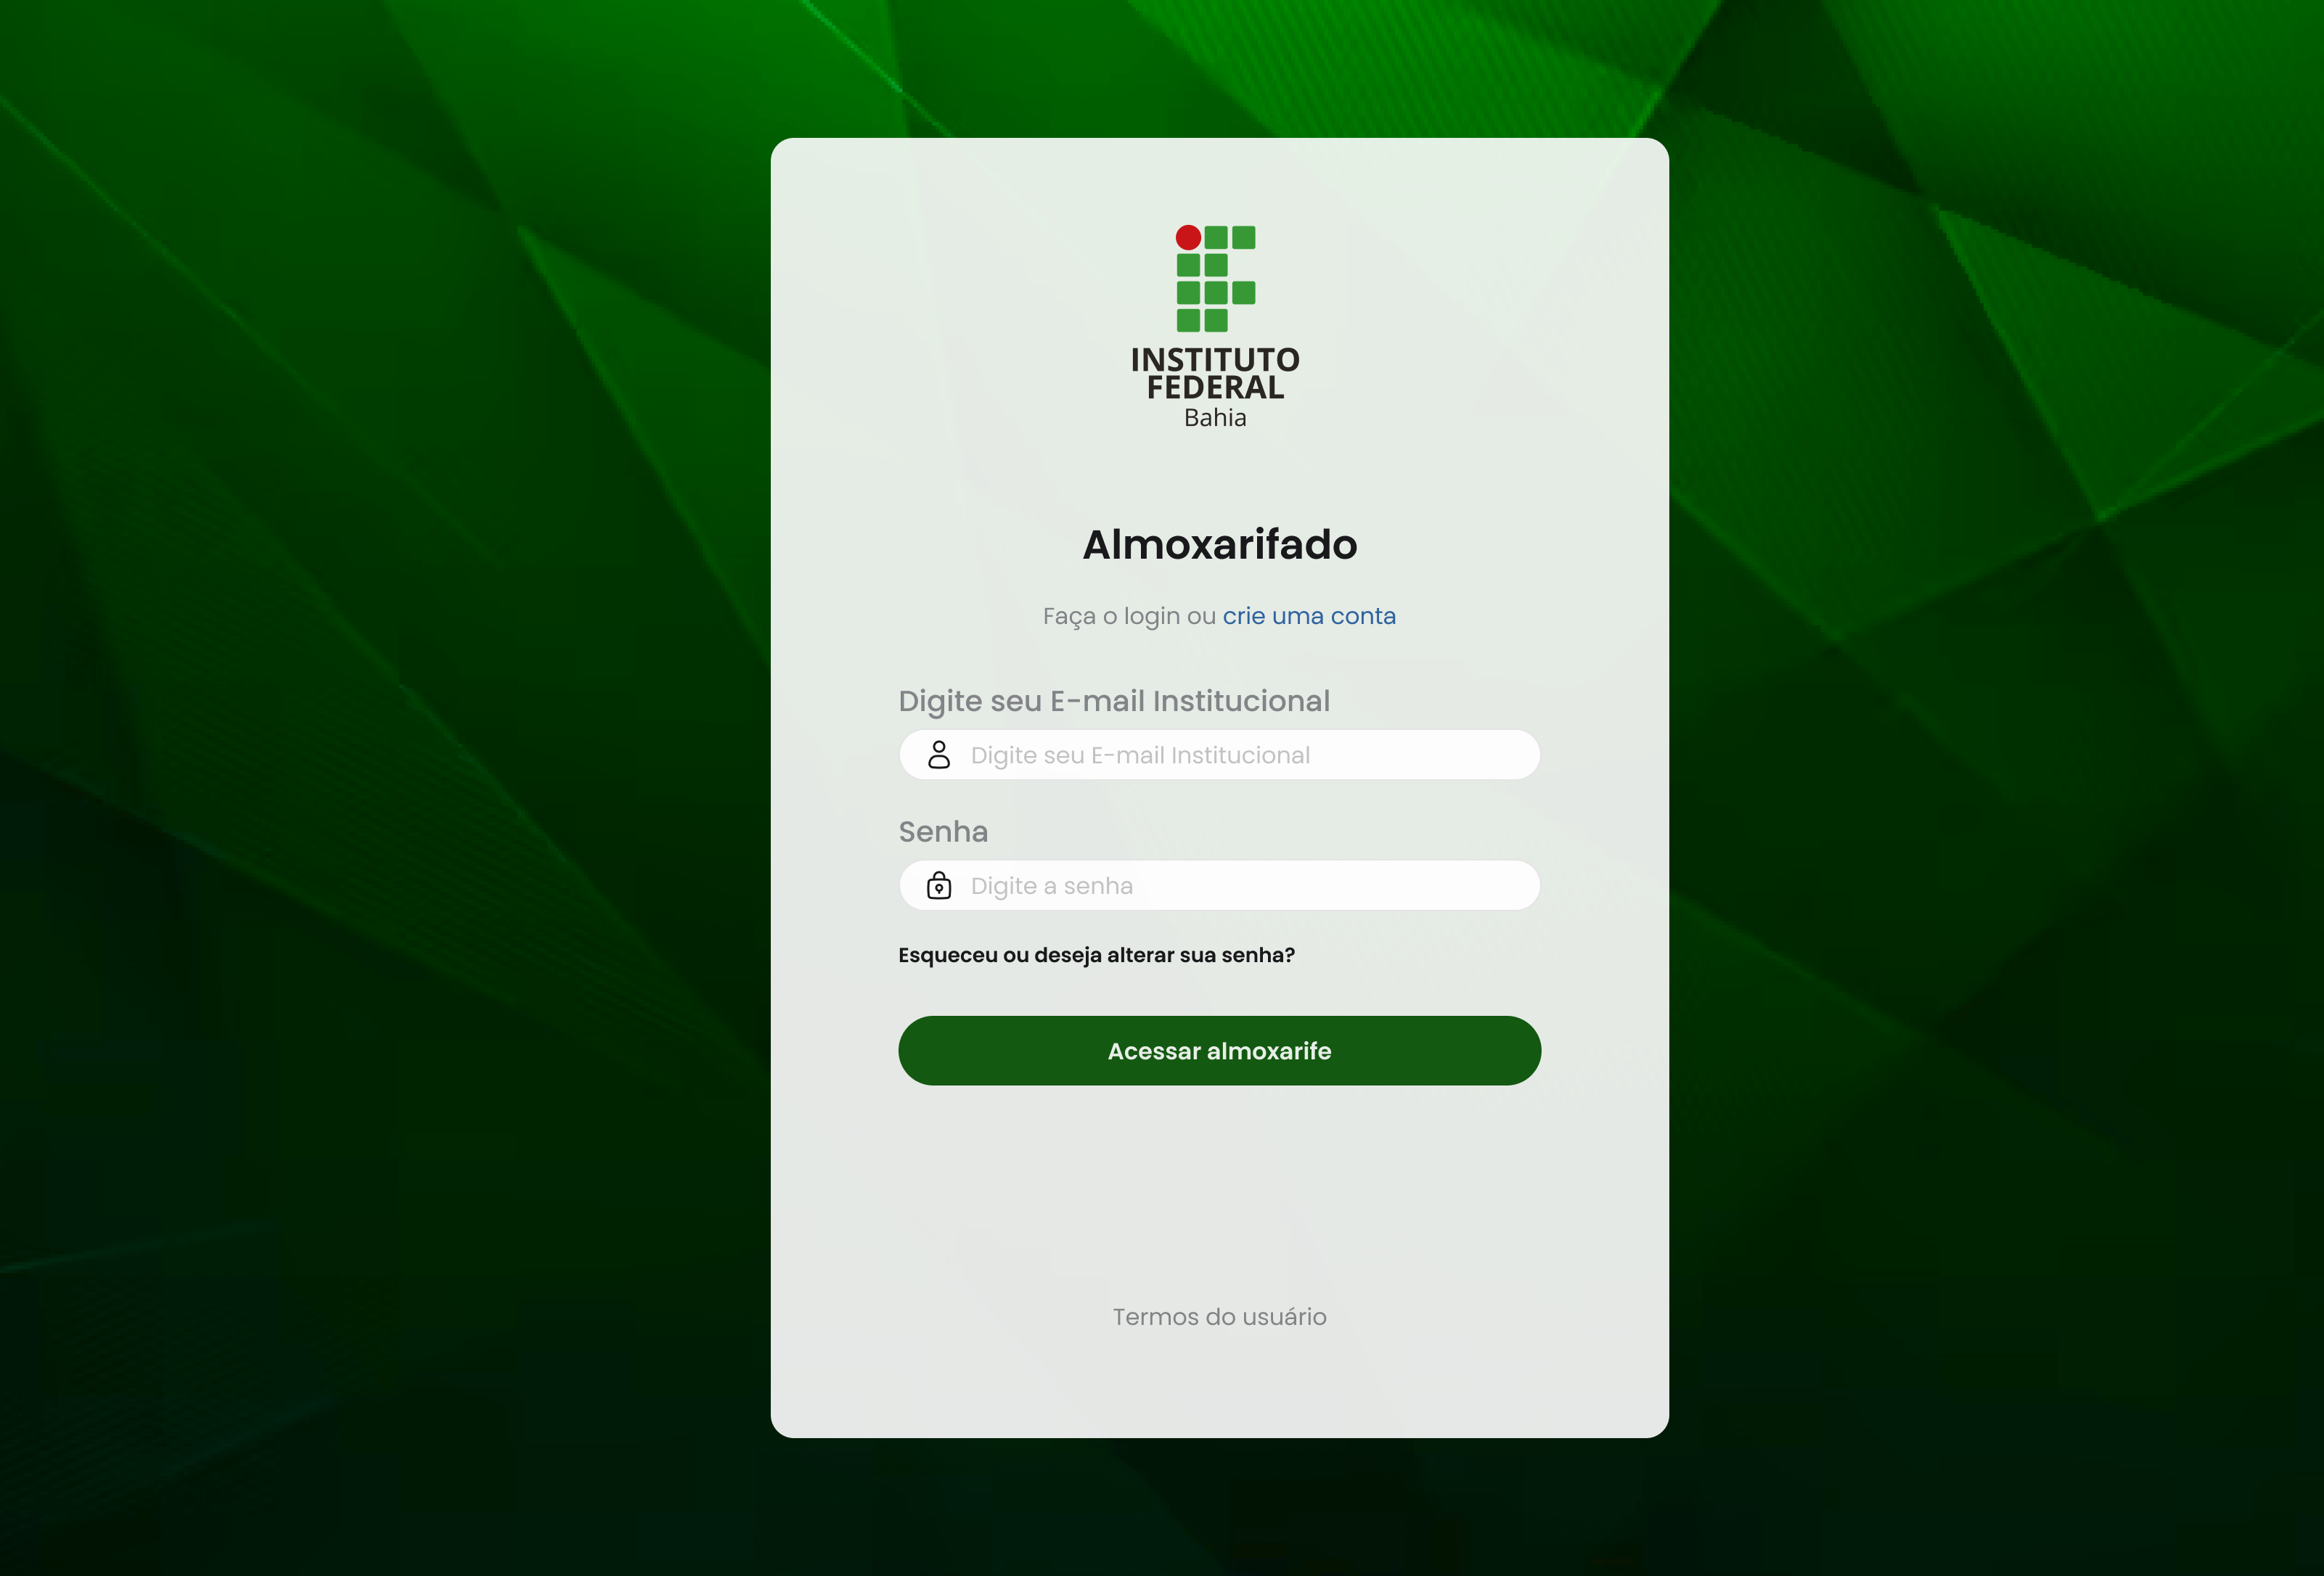 INSTITUTO
FEDERAL
Bahia
Almoxarifado
Faça o login ou crie uma conta
Digite seu E-mail Institucional
Digite seu E-mail Institucional
Senha
Digite a senha
Esqueceu ou deseja alterar sua senha?
Acessar almoxarife
Termos do usuário